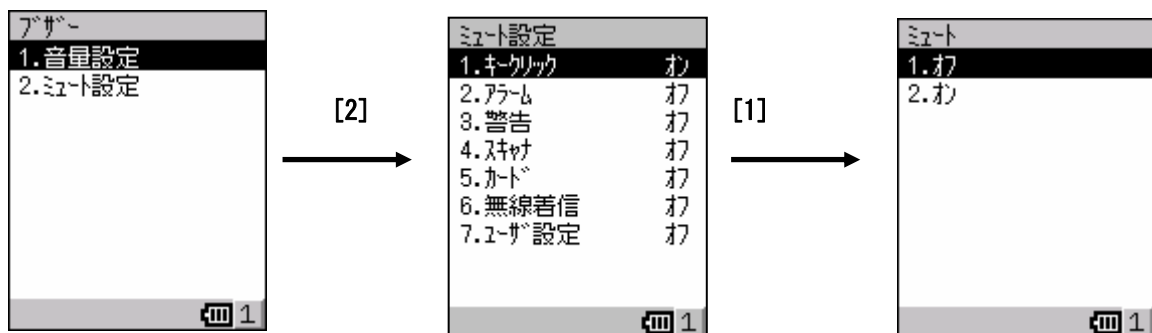 ﾌﾞｻﾞｰ
1.音量設定
2.ﾐｭｰﾄ設定
1
[2]
ﾐｭｰﾄ設定
1.ｷｰｸﾘｯｸ ｵﾝ
2.ｱﾗｰﾑ ｵﾌ
3.警告 ｵﾌ
4.ｽｷｬﾅ ｵﾌ
5.ｶｰﾄﾞ ｵﾌ
6.無線着信 ｵﾌ
7.ﾕｰｻﾞ設定 ｵﾌ
1
[1]
ﾐｭｰﾄ
1.ｵﾌ
2.ｵﾝ
1